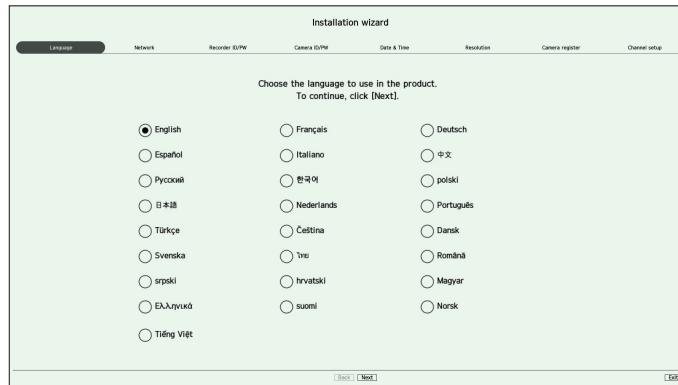 Installation wizard
Language Network Recorder ID/PW Camera ID/PW Date & Time Resolution Camera register Channel setup
Choose the language to use in the product.
To continue, click [Next].
English Français Deutsch
Español Italiano 中文
Русский 한국어 polski
日本語 Nederlands Português
Türkçe Čeština Dansk
Svenska ไทย Română
srpski hrvatski Magyar
Ελληνικά suomi Norsk
Tiếng Việt
Back Next Exit